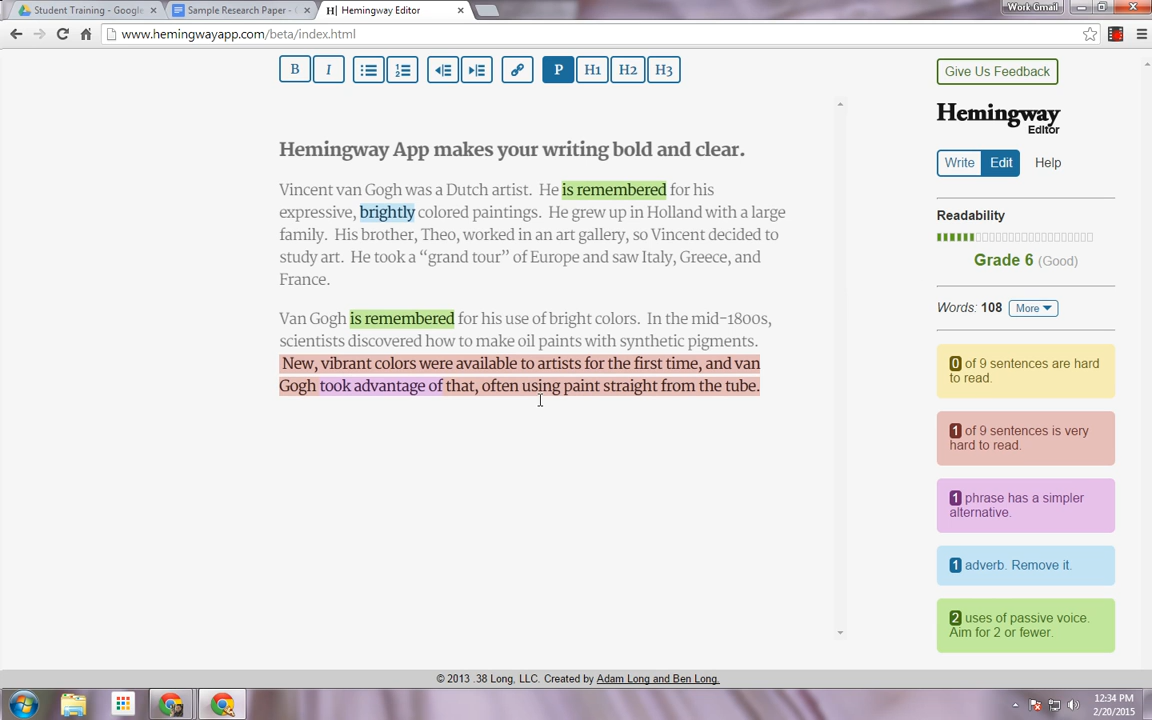 Student Training - Google
Sample Research Paper - G
H| Hemingway Editor
Work Gmail
www.hemingwayapp.com/beta/index.html
B I P H1 H2 H3
Give Us Feedback
Hemingway
Editor
Write Edit Help
Hemingway App makes your writing bold and clear.
Vincent van Gogh was a Dutch artist. He is remembered for his
expressive, brightly colored paintings. He grew up in Holland with a large
family. His brother, Theo, worked in an art gallery, so Vincent decided to
study art. He took a “grand tour” of Europe and saw Italy, Greece, and
France.
Van Gogh is remembered for his use of bright colors. In the mid-1800s,
scientists discovered how to make oil paints with synthetic pigments.
New, vibrant colors were available to artists for the first time, and van
Gogh took advantage of that, often using paint straight from the tube.
Readability
Grade 6 (Good)
Words: 108 More
0 of 9 sentences are hard
to read.
1 of 9 sentences is very
hard to read.
1 phrase has a simpler
alternative.
1 adverb. Remove it.
2 uses of passive voice.
Aim for 2 or fewer.
© 2013 .38 Long, LLC. Created by Adam Long and Ben Long.
12:34 PM
2/20/2015